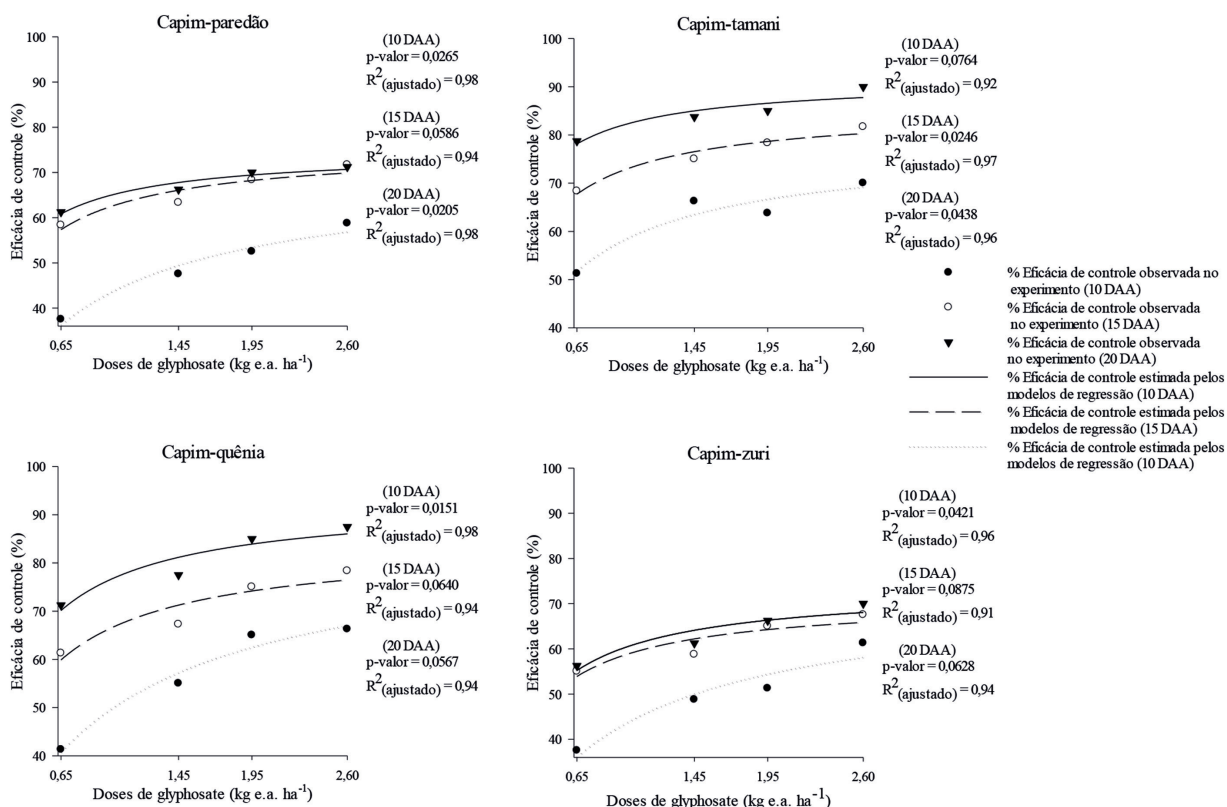 Capim-paredão
Eficácia de controle (%)
100
90
80
70
60
50
40
0,65
1,45
1,95
2,60
Doses de glyphosate (kg e.a. ha-1)
(10 DAA)
p-valor = 0,0265
R2(ajustado) = 0,98
(15 DAA)
p-valor = 0,0586
R2(ajustado) = 0,94
(20 DAA)
p-valor = 0,0205
R2(ajustado) = 0,98
Capim-tamani
Eficácia de controle (%)
100
90
80
70
60
50
40
0,65
1,45
1,95
2,60
Doses de glyphosate (kg e.a. ha-1)
(10 DAA)
p-valor = 0,0764
R2(ajustado) = 0,92
(15 DAA)
p-valor = 0,0246
R2(ajustado) = 0,97
(20 DAA)
p-valor = 0,0438
R2(ajustado) = 0,96
% Eficácia de controle observada no
experimento (10 DAA)
% Eficácia de controle observada
no experimento (15 DAA)
% Eficácia de controle observada
no experimento (20 DAA)
% Eficácia de controle estimada pelos
modelos de regressão (10 DAA)
% Eficácia de controle estimada pelos
modelos de regressão (15 DAA)
% Eficácia de controle estimada pelos
modelos de regressão (10 DAA)
Capim-quênia
Eficácia de controle (%)
100
90
80
70
60
50
40
0,65
1,45
1,95
2,60
Doses de glyphosate (kg e.a. ha-1)
(10 DAA)
p-valor = 0,0151
R2(ajustado) = 0,98
(15 DAA)
p-valor = 0,0640
R2(ajustado) = 0,94
(20 DAA)
p-valor = 0,0567
R2(ajustado) = 0,94
Capim-zuri
Eficácia de controle (%)
100
90
80
70
60
50
40
0,65
1,45
1,95
2,60
Doses de glyphosate (kg e.a. ha-1)
(10 DAA)
p-valor = 0,0421
R2(ajustado) = 0,96
(15 DAA)
p-valor = 0,0875
R2(ajustado) = 0,91
(20 DAA)
p-valor = 0,0628
R2(ajustado) = 0,94